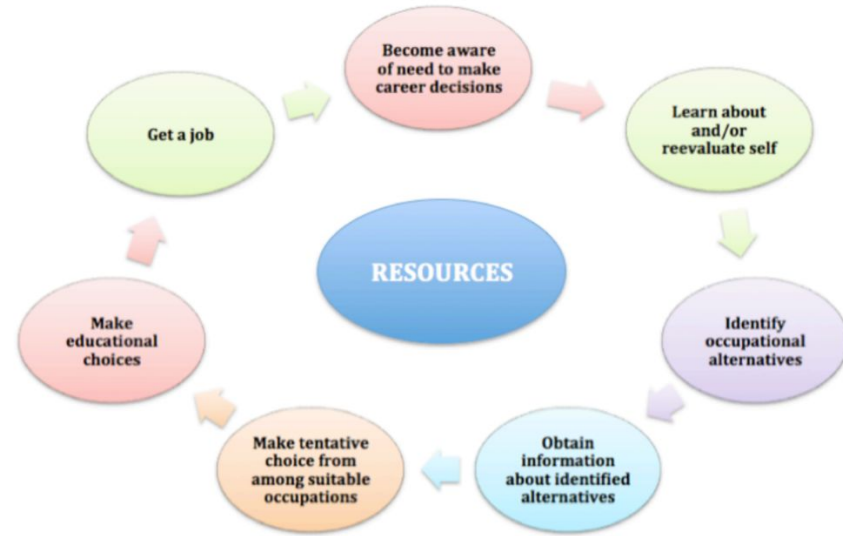 Become aware
of need to make
career decisions
Learn about
and/or
reevaluate self
Identify
occupational
alternatives
Obtain
information
about identified
alternatives
Make tentative
choice from
among suitable
occupations
Make
educational
choices
Get a job
RESOURCES